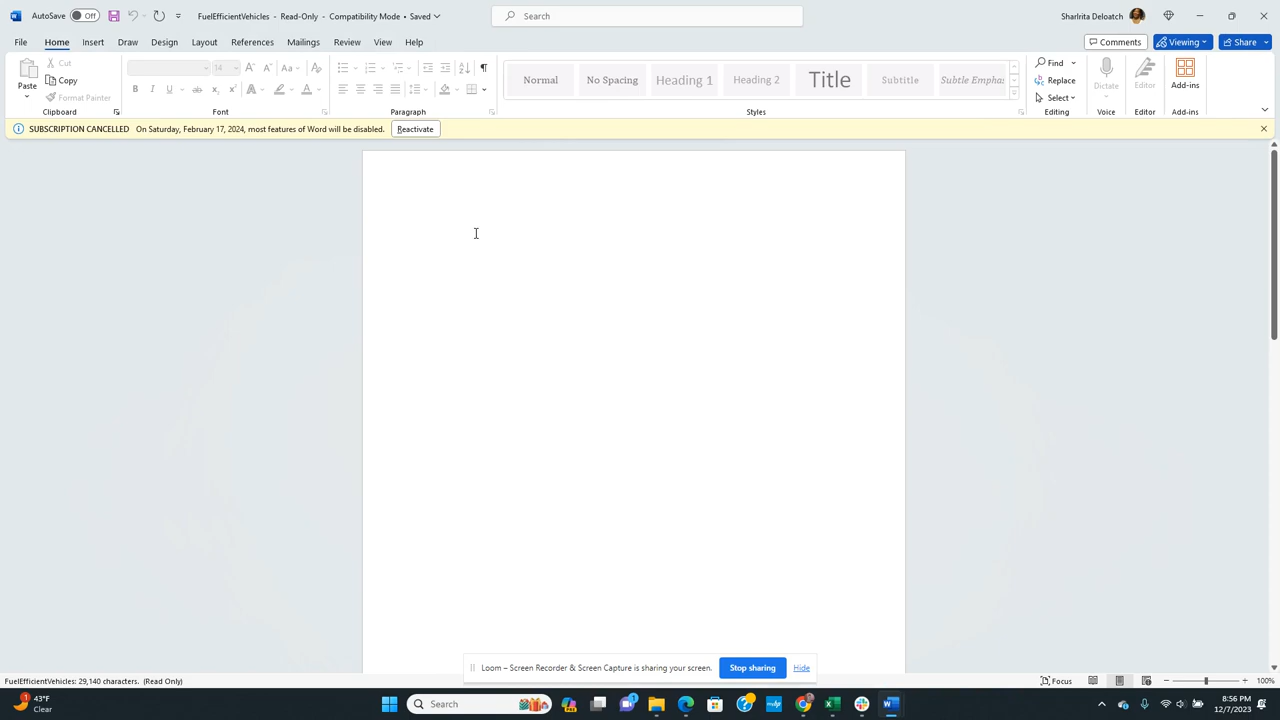 AutoSave Off FuelEfficientVehicles - Read-Only - Compatibility Mode • Saved Search Sharlrita Deloatch
File Home Insert Draw Design Layout References Mailings Review View Help Comments Viewing Share
Paste Cut Copy Format Painter 14 Aa B I U x x A A Normal No Spacing Heading 1 Heading 2 Title Subtitle Subtle Emphas Find Replace Select Dictate Editor Add-ins
Clipboard Font Paragraph Styles Editing Voice Editor Add-ins
SUBSCRIPTION CANCELLED On Saturday, February 17, 2024, most features of Word will be disabled. Reactivate
Loom – Screen Recorder & Screen Capture is sharing your screen. Stop sharing Hide
FuelEfficientVehicles: 29,140 characters. (Read Only) Focus 100%
43°F
Clear
Search
8:56 PM
12/7/2023